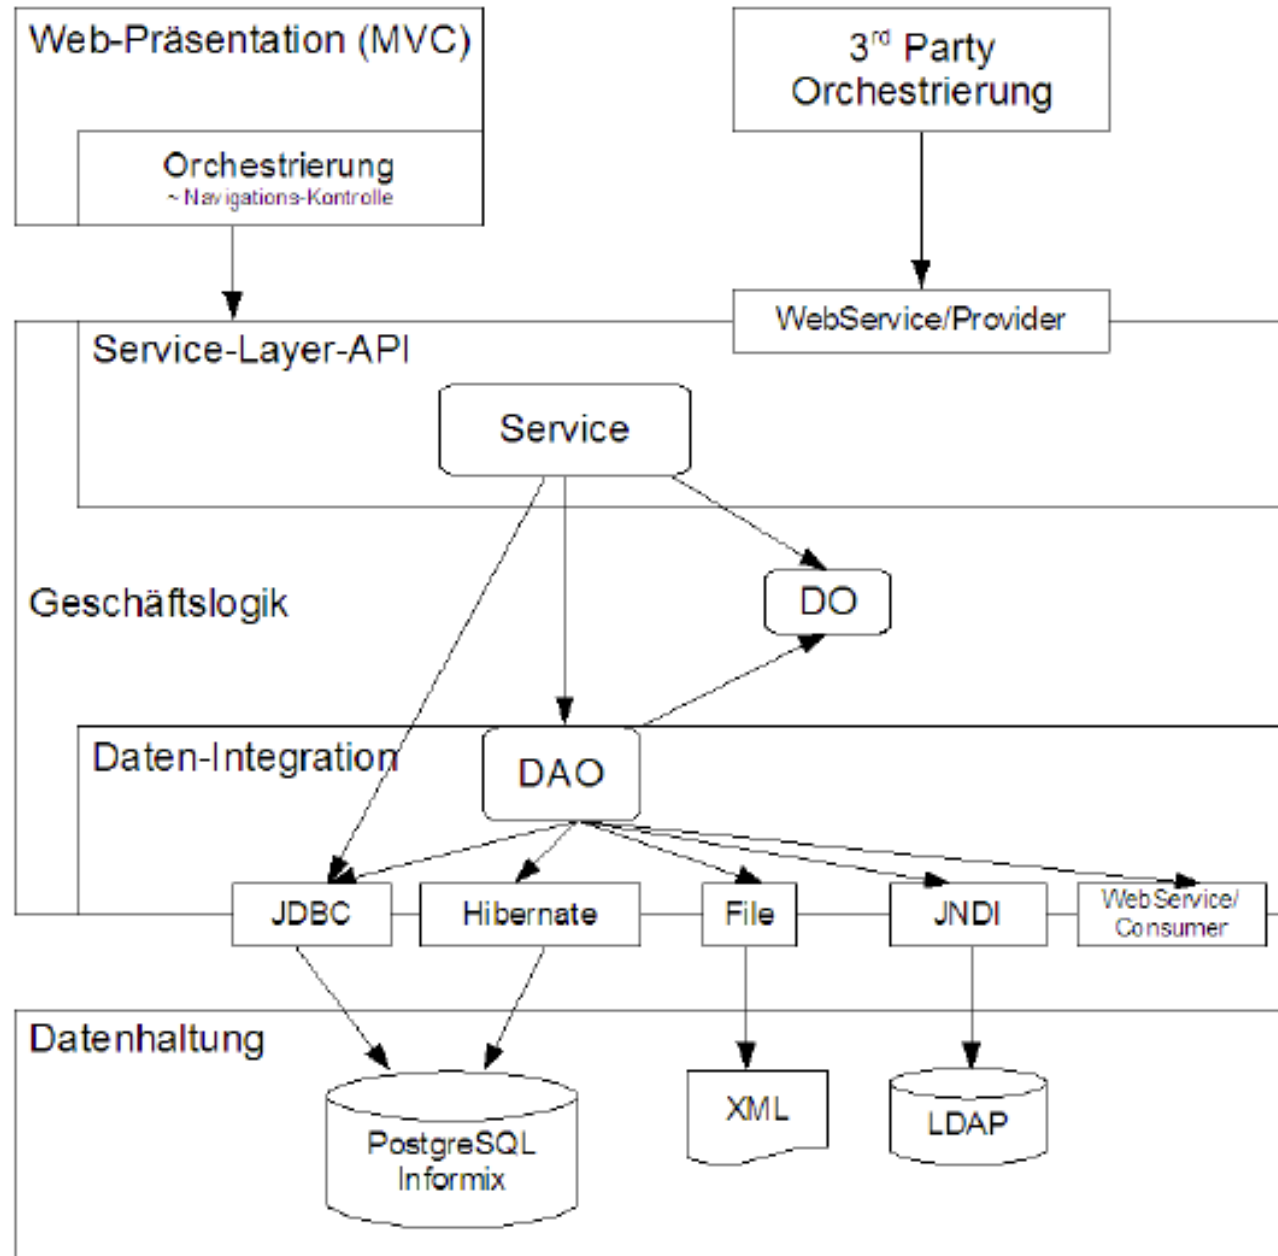 Web-Präsentation (MVC)
3rd Party
Orchestrierung
Orchestrierung
~ Navigations-Kontrolle
WebService/Provider
Service-Layer-API
Service
DO
Geschäftslogik
Daten-Integration
DAO
JDBC
Hibernate
File
JNDI
WebService/
Consumer
Datenhaltung
PostgreSQL
Informix
XML
LDAP